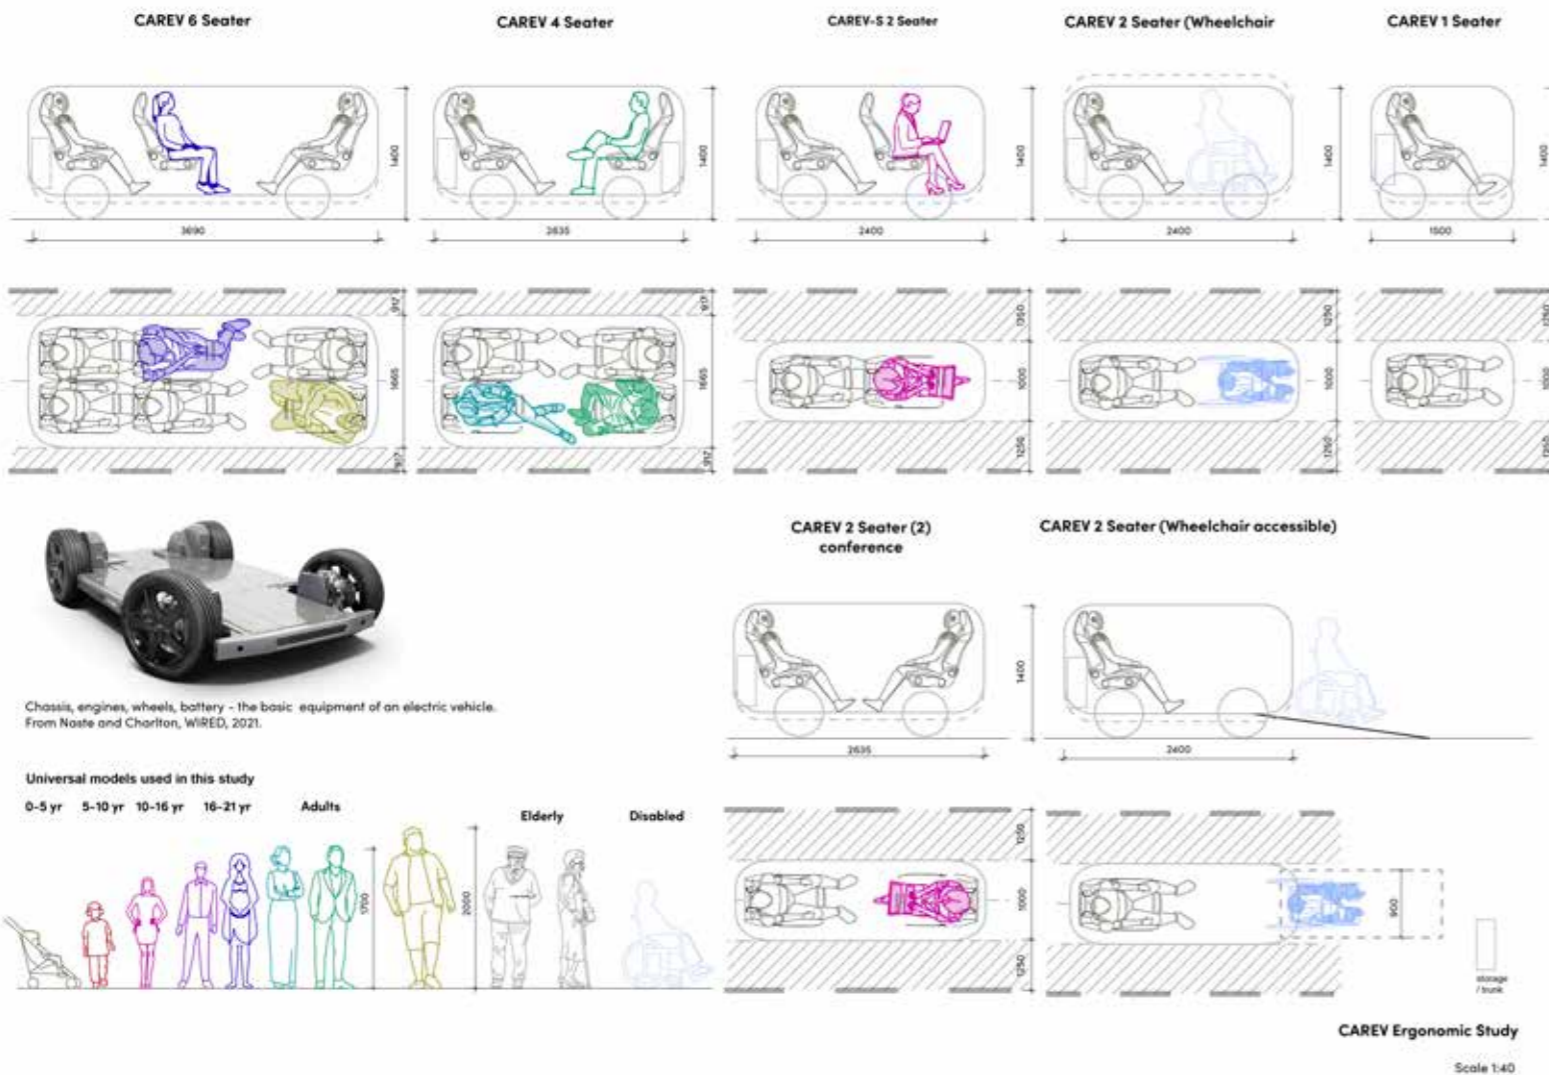 CAREV 6 Seater
CAREV 4 Seater
CAREV-S 2 Seater
CAREV 2 Seater (Wheelchair
CAREV 1 Seater
1400
1400
1400
1400
1400
3690
2635
2400
2400
1500
917
1665
917
917
1665
917
1350
1000
1250
1250
1000
1250
1250
1000
1350
Chassis, engines, wheels, battery - the basic equipment of an electric vehicle.
From Naste and Charlton, WIRED, 2021.
CAREV 2 Seater (2)
conference
CAREV 2 Seater (Wheelchair accessible)
1400
2635
2400
Universal models used in this study
0-5 yr
5-10 yr
10-16 yr
16-21 yr
Adults
Elderly
Disabled
1700
2000
1250
1000
1250
900
storage
/ trunk
CAREV Ergonomic Study
Scale 1:40